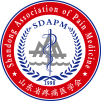 Shandong Association of Pain Medicine
SDAPM
1998
山东省疼痛医学会